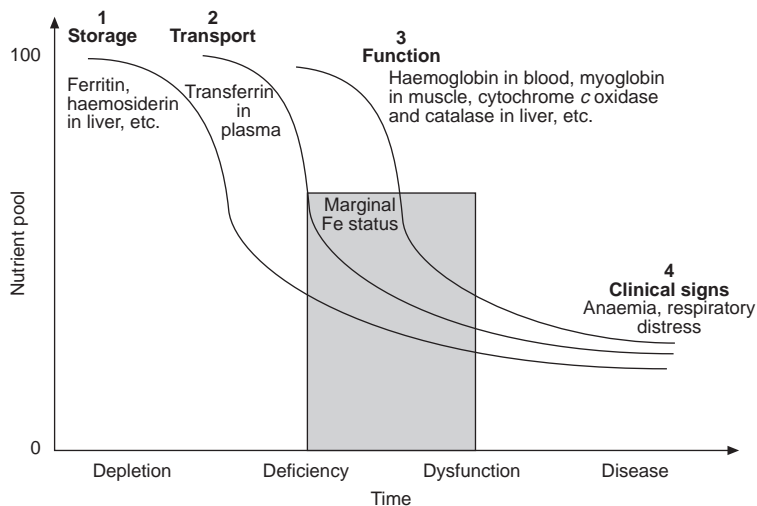 1
Storage
2
Transport
3
Function
100
Ferritin,
haemosiderin
in liver, etc.
Transferrin
in
plasma
Haemoglobin in blood, myoglobin
in muscle, cytochrome c oxidase
and catalase in liver, etc.
Marginal
Fe status
Nutrient pool
4
Clinical signs
Anaemia, respiratory
distress
0
Depletion
Deficiency
Dysfunction
Disease
Time